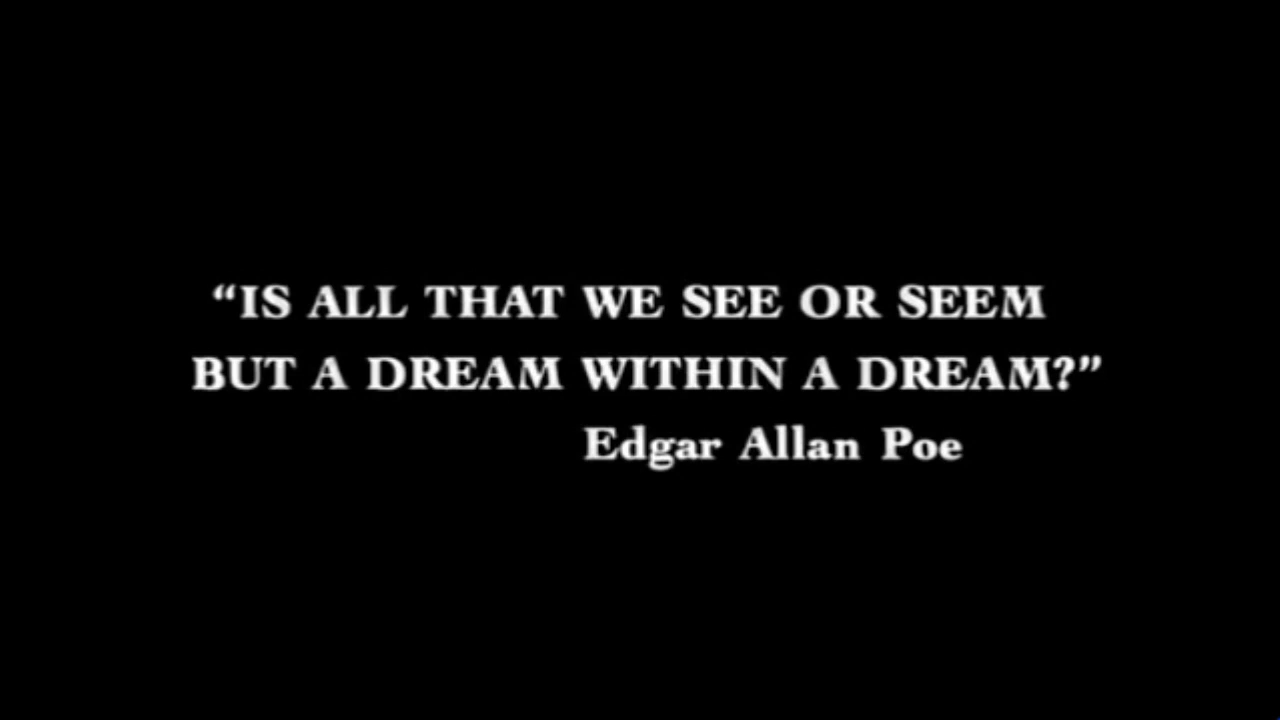 “IS ALL THAT WE SEE OR SEEM
BUT A DREAM WITHIN A DREAM?”
Edgar Allan Poe